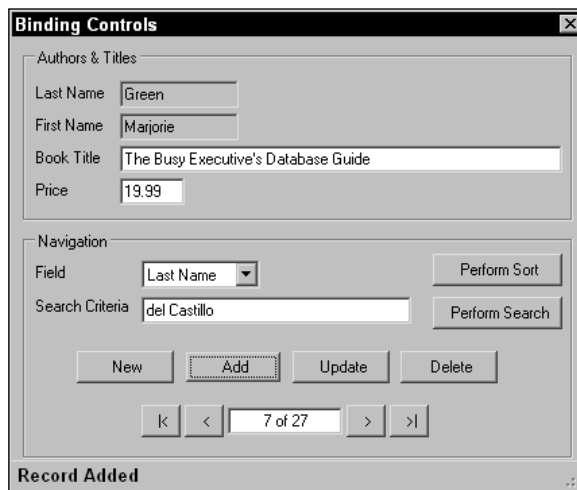 Binding Controls
Authors & Titles
Last Name Green
First Name Marjorie
Book Title The Busy Executive's Database Guide
Price 19.99
Navigation
Field Last Name Perform Sort
Search Criteria del Castillo Perform Search
New Add Update Delete
|< < 7 of 27 > >|
Record Added